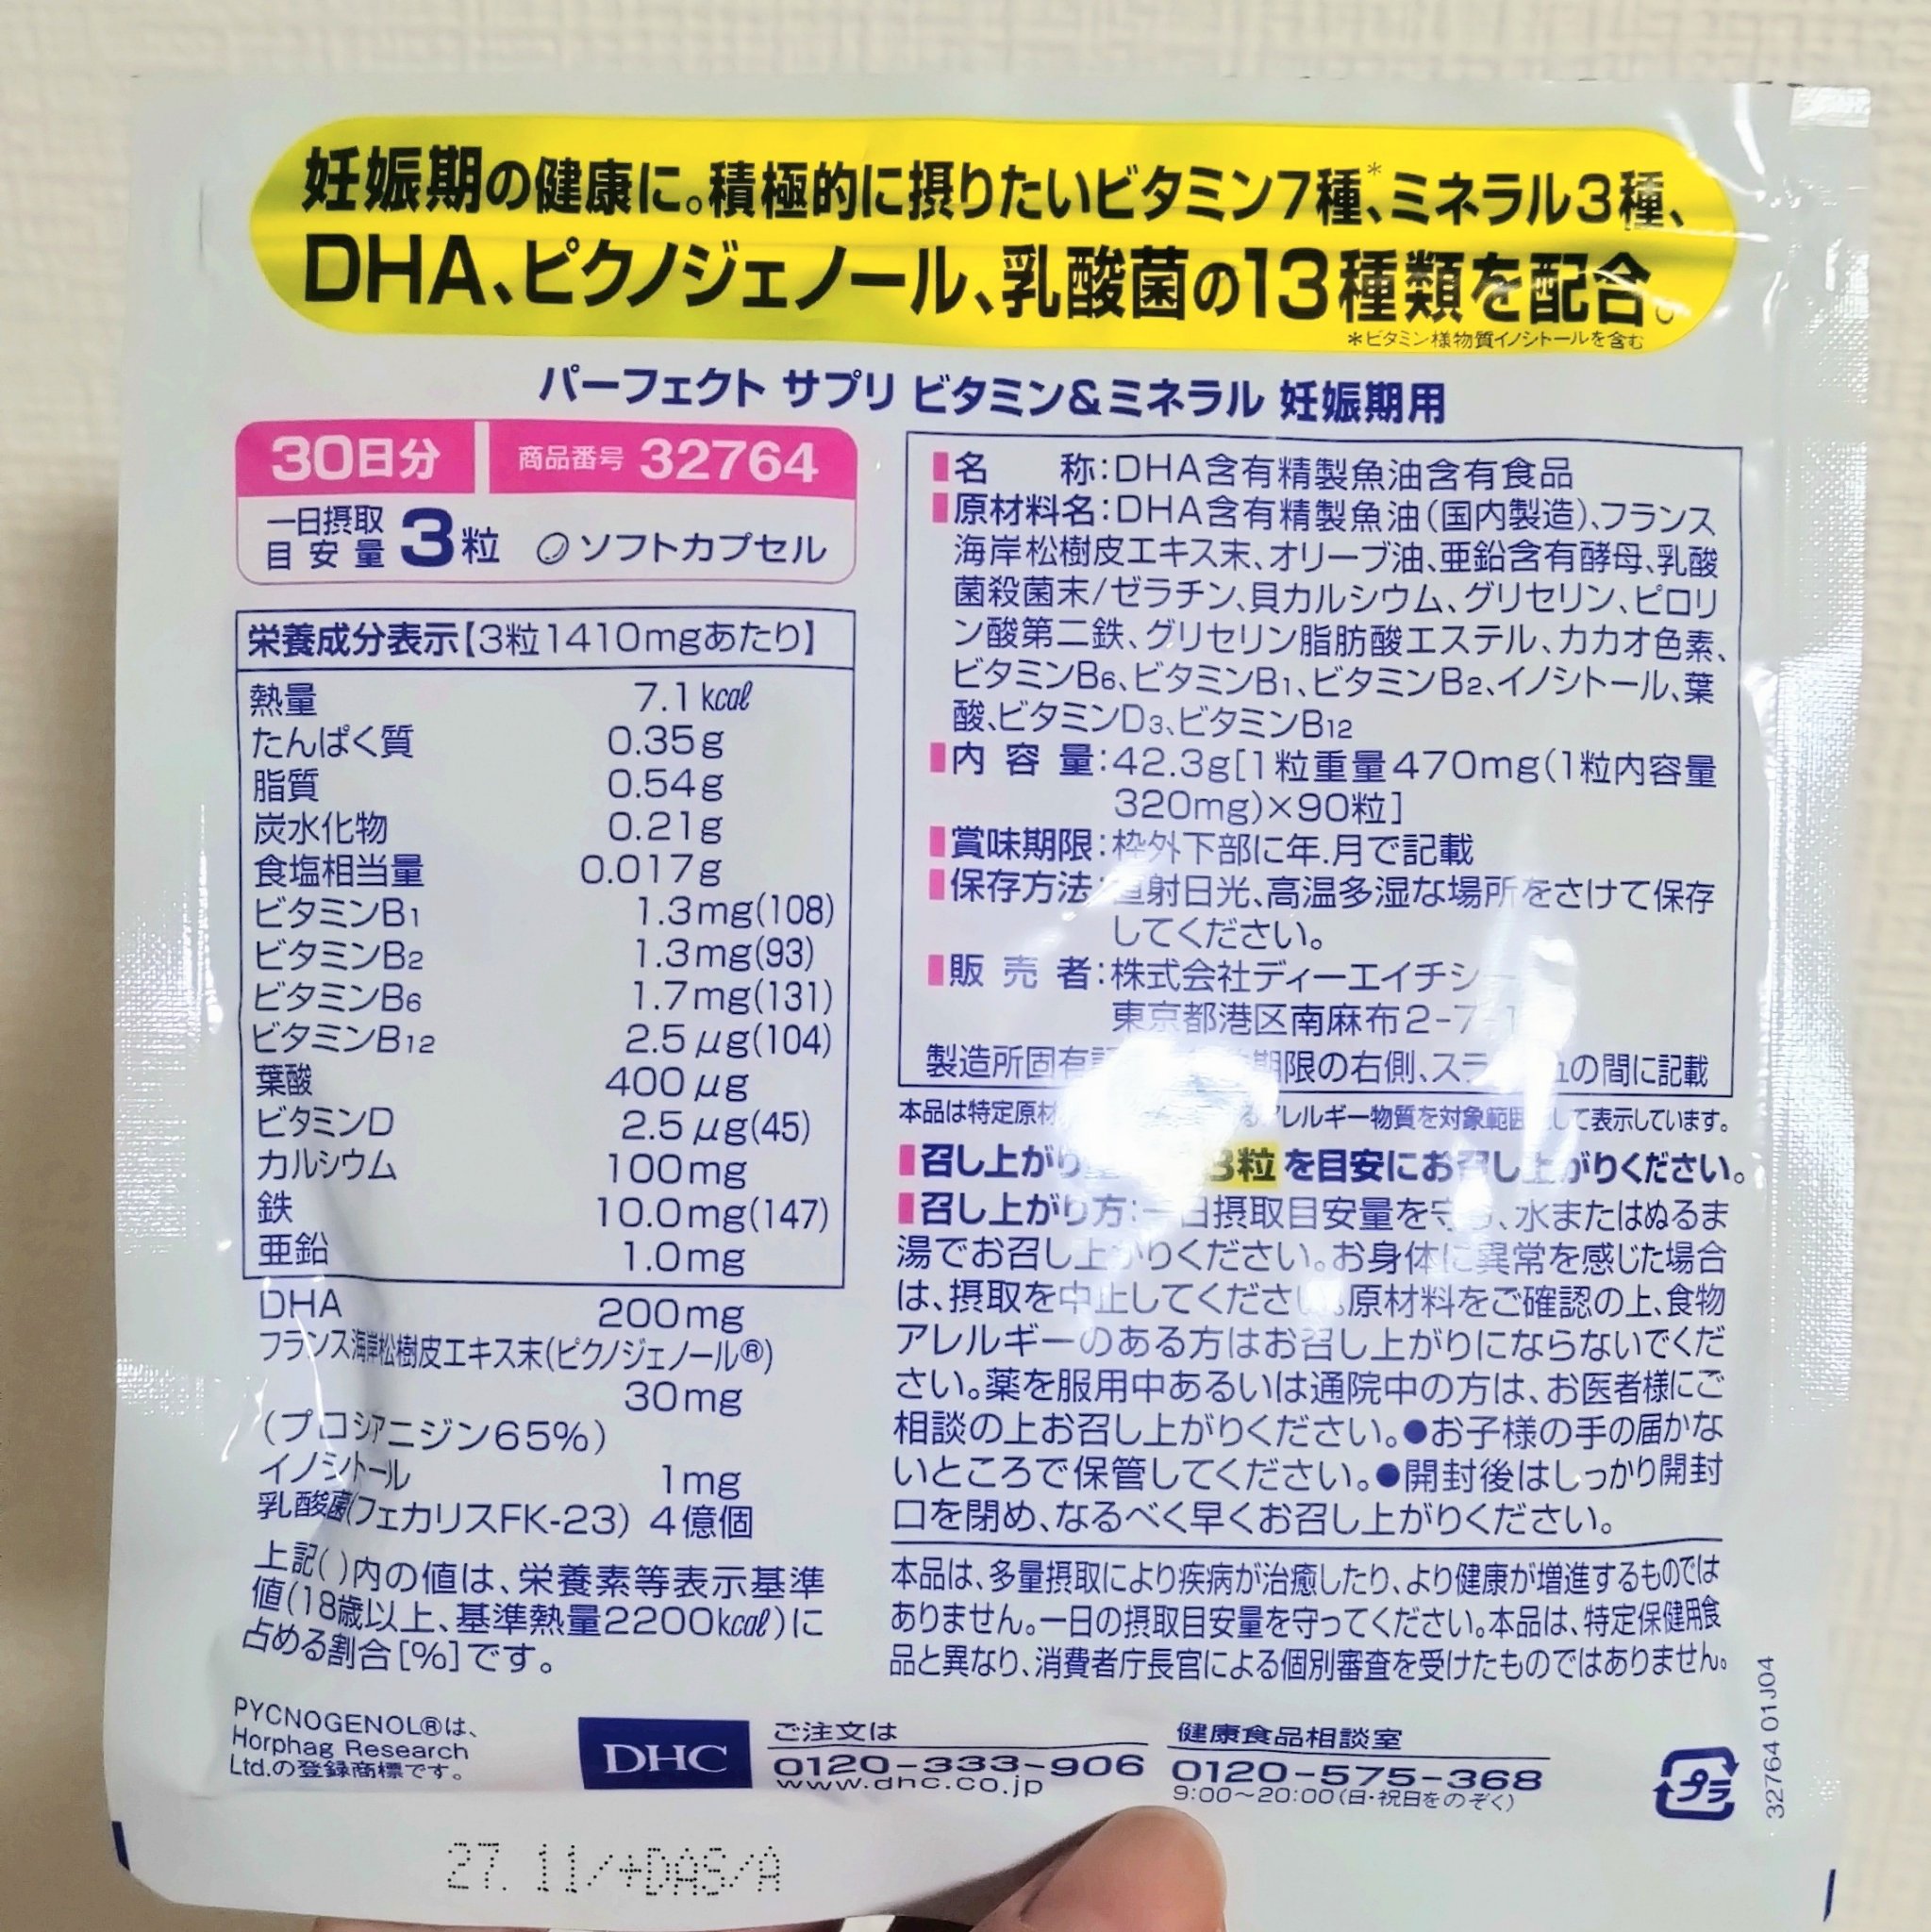 妊娠期の健康に。積極的に摂りたいビタミン7種*、ミネラル3種、
DHA、ピクノジェノール、乳酸菌の13種類を配合。
*ビタミン様物質イノシトールを含む
パーフェクト サプリ ビタミン&ミネラル 妊娠期用
30日分 商品番号 32764
一日摂取目安量 3粒 ソフトカプセル
栄養成分表示【3粒1410mgあたり】
熱量 7.1kcal
たんぱく質 0.35g
脂質 0.54g
炭水化物 0.21g
食塩相当量 0.017g
ビタミンB1 1.3mg(108)
ビタミンB2 1.3mg(93)
ビタミンB6 1.7mg(131)
ビタミンB12 2.5μg(104)
葉酸 400μg
ビタミンD 2.5μg(45)
カルシウム 100mg
鉄 10.0mg(147)
亜鉛 1.0mg
DHA 200mg
フランス海岸松樹皮エキス末(ピクノジェノール®)
30mg
(プロシアニジン65%)
イノシトール 1mg
乳酸菌(フェカリスFK-23) 4億個
上記( )内の値は、栄養素等表示基準
値(18歳以上、基準熱量2200kcal)に
占める割合[%]です。
名称:DHA含有精製魚油含有食品
原材料名:DHA含有精製魚油(国内製造)、フランス
海岸松樹皮エキス末、オリーブ油、亜鉛含有酵母、乳酸
菌殺菌末/ゼラチン、貝カルシウム、グリセリン、ピロリ
ン酸第二鉄、グリセリン脂肪酸エステル、カカオ色素、
ビタミンB6、ビタミンB1、ビタミンB2、イノシトール、葉
酸、ビタミンD3、ビタミンB12
内容量:42.3g[1粒重量470mg(1粒内容量
320mg)×90粒]
賞味期限:枠外下部に年.月で記載
保存方法:直射日光、高温多湿な場所をさけて保存
してください。
販売者:株式会社ディーエイチシー
東京都港区南麻布2-7-1
製造所固有 期限の右側、スラ ュの間に記載
本品は特定原材 るアレルギー物質を対象範囲として表示しています。
召し上がり 3粒を目安にお召し上がりください。
召し上がり方:一日摂取目安量を守り、水またはぬるま
湯でお召し上がりください。お身体に異常を感じた場合
は、摂取を中止してください。原材料をご確認の上、食物
アレルギーのある方はお召し上がりにならないでくだ
さい。薬を服用中あるいは通院中の方は、お医者様にご
相談の上お召し上がりください。●お子様の手の届かな
いところで保管してください。●開封後はしっかり開封
口を閉め、なるべく早くお召し上がりください。
本品は、多量摂取により疾病が治癒したり、より健康が増進するものでは
ありません。一日の摂取目安量を守ってください。本品は、特定保健用食
品と異なり、消費者庁長官による個別審査を受けたものではありません。
PYCNOGENOL®は、
Horphag Research
Ltd.の登録商標です。
DHC
ご注文は
0120-333-906
www.dhc.co.jp
健康食品相談室
0120-575-368
9:00~20:00(日・祝日をのぞく)
プラ
32764 01J04
27. 11/+DAS/A